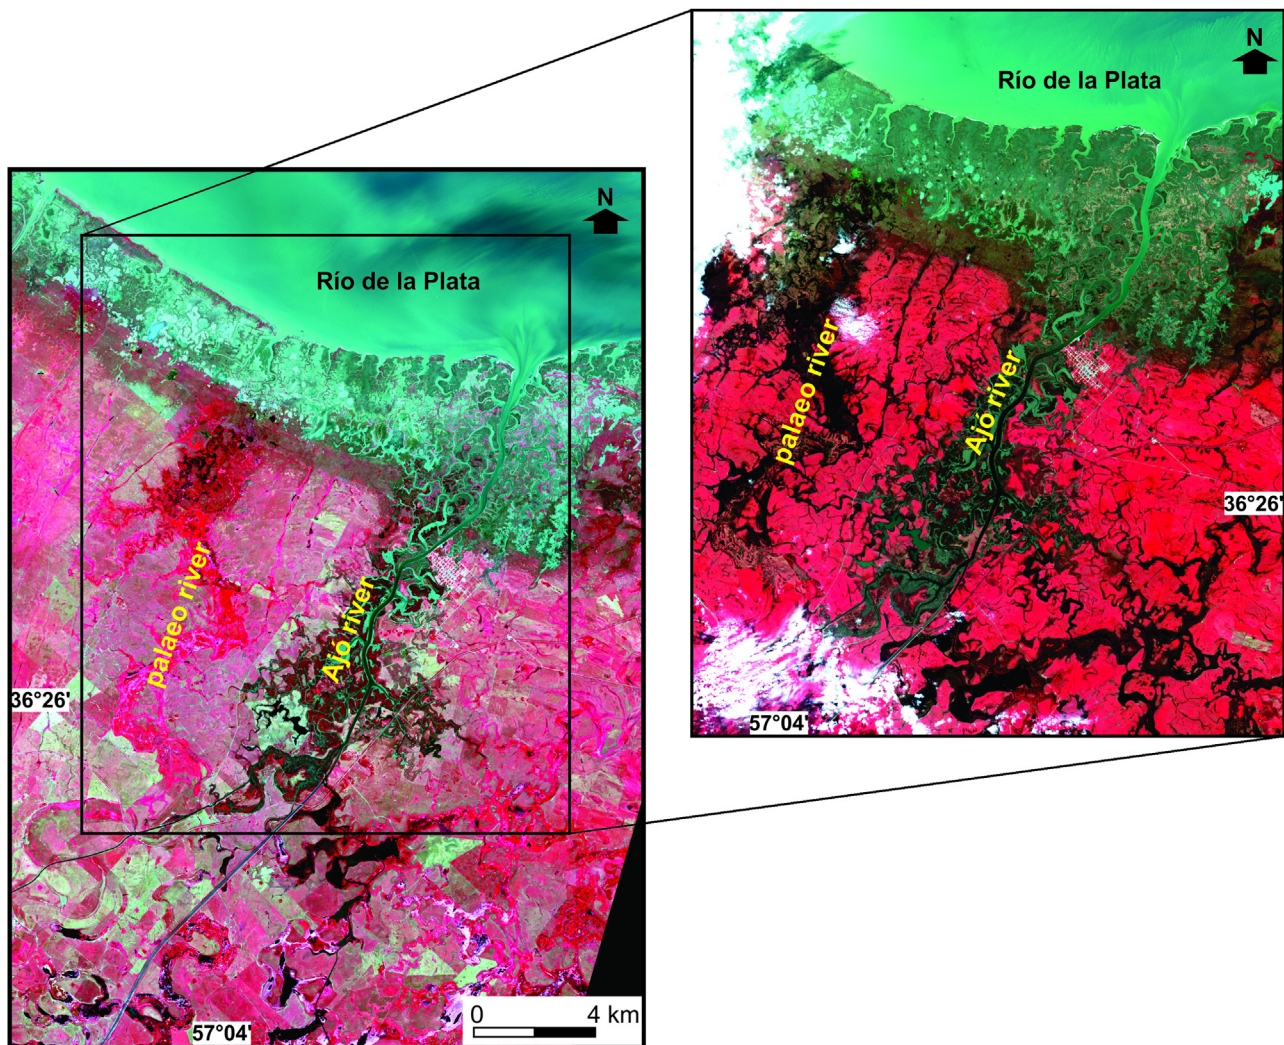 N
Río de la Plata
palaeo river
Ajó river
36°26'
57°04'
0 4 km
N
Río de la Plata
palaeo river
Ajó river
36°26'
57°04'